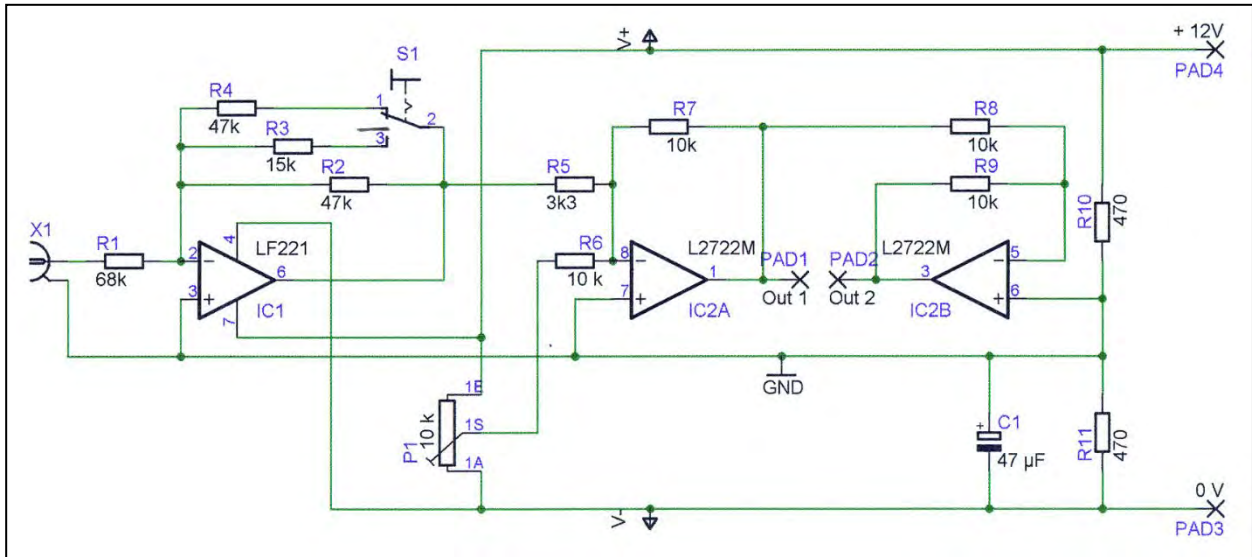 V+
+ 12V
PAD4
S1
R4
47k
1
2
R3
15k
3
R2
47k
R7
10k
R8
10k
R5
3k3
R9
10k
R10
470
X1
R1
68k
2
3
4
LF221
6
7
IC1
R6
10 k
8
7
L2722M
1
IC2A
PAD1
Out 1
PAD2
Out 2
L2722M
3
5
6
IC2B
GND
P1
10 k
1E
1S
1A
+
C1
47 µF
R11
470
V-
0 V
PAD3